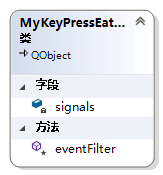 MyKeyPressEat...
类
QObject
字段
signals
方法
eventFilter